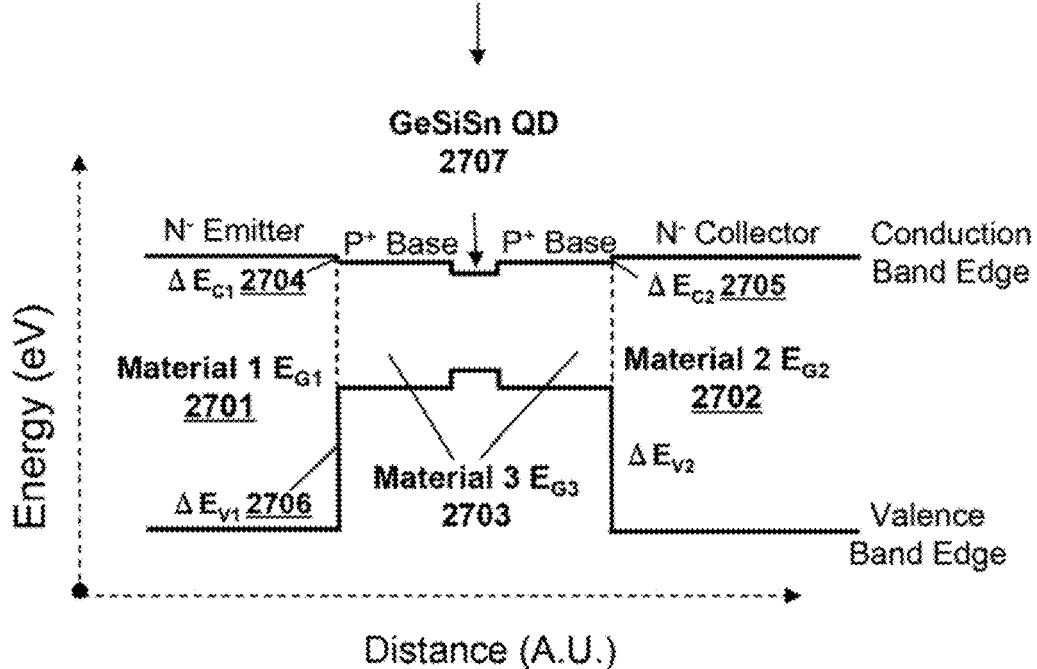 GeSiSn QD
2707
N⁻ Emitter
P⁺ Base
P⁺ Base
N⁻ Collector
Conduction
Band Edge
Δ E_C1 2704
Δ E_C2 2705
Material 1 E_G1
2701
Material 2 E_G2
2702
Δ E_V2
Material 3 E_G3
2703
Δ E_V1 2706
Valence
Band Edge
Energy (eV)
Distance (A.U.)